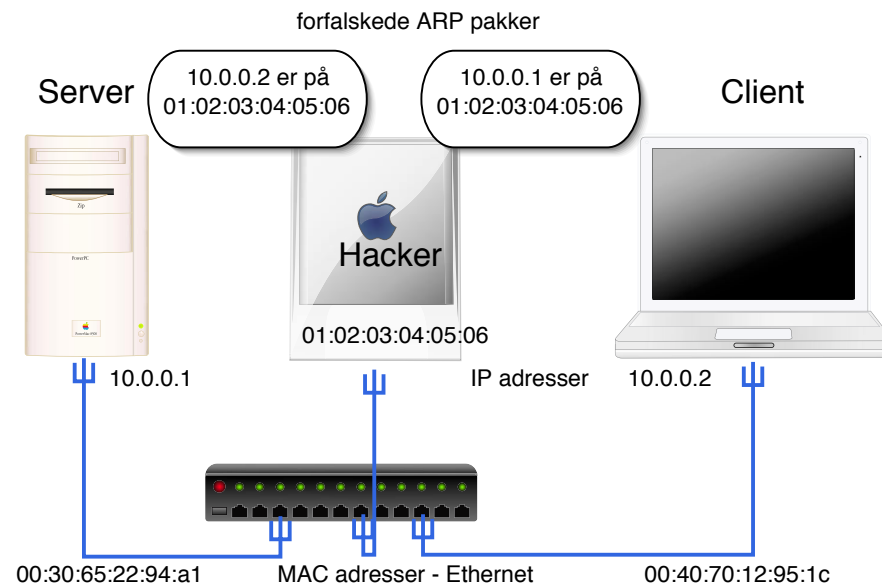 forfalskede ARP pakker
Server
10.0.0.2 er på
01:02:03:04:05:06
10.0.0.1 er på
01:02:03:04:05:06
Client
Zip
PowerPC
Hacker
01:02:03:04:05:06
10.0.0.1
IP adresser
10.0.0.2
00:30:65:22:94:a1
MAC adresser - Ethernet
00:40:70:12:95:1c